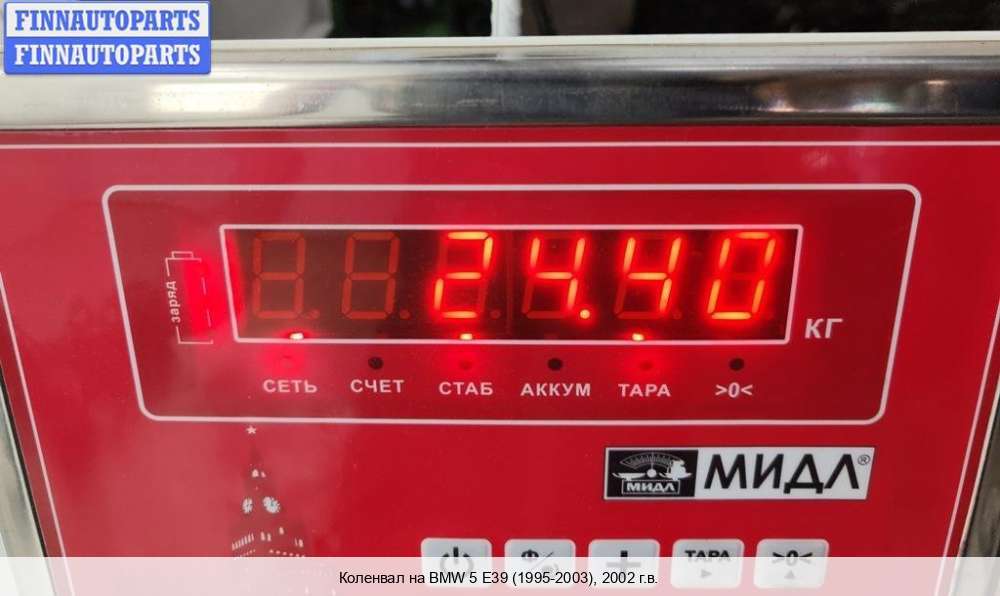 FINNAUTOPARTS
FINNAUTOPARTS
заряд
24.40
КГ
СЕТЬ СЧЕТ СТАБ АККУМ ТАРА >0<
МИДЛ
МИДЛ®
ТАРА >0<
Коленвал на BMW 5 E39 (1995-2003), 2002 г.в.